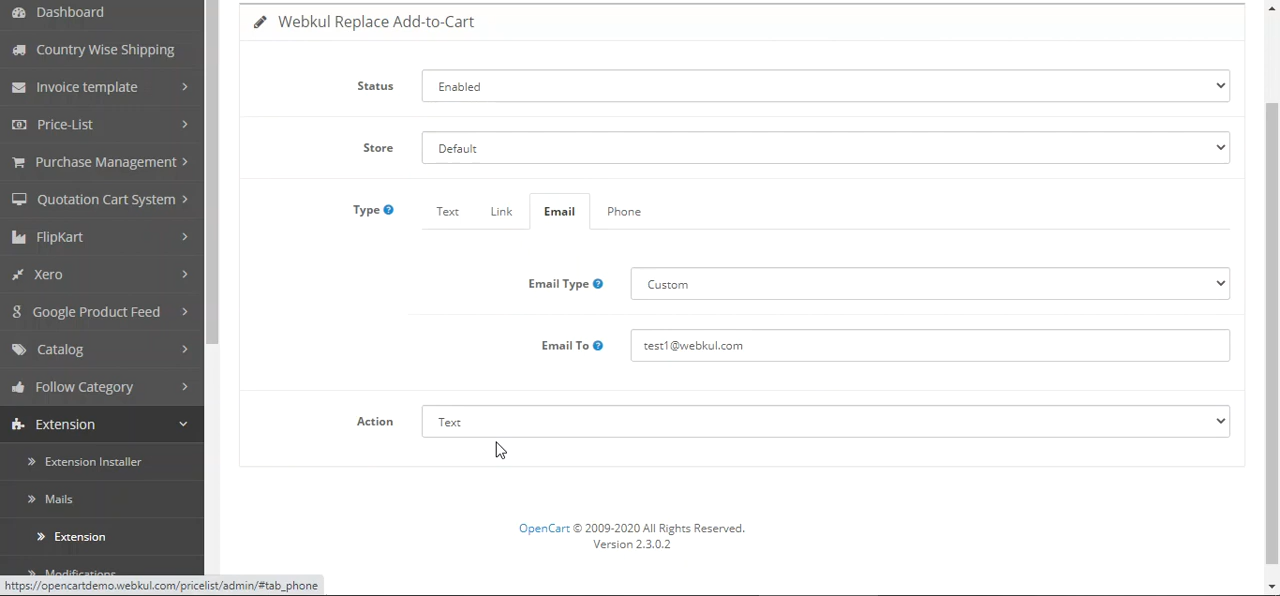 Dashboard
Country Wise Shipping
Invoice template
Price-List
Purchase Management
Quotation Cart System
FlipKart
Xero
Google Product Feed
Catalog
Follow Category
Extension
Extension Installer
Mails
Extension
Modifications
https://opencartdemo.webkul.com/pricelist/admin/#tab_phone
Webkul Replace Add-to-Cart
Status Enabled
Store Default
Type Text Link Email Phone
Email Type Custom
Email To test1@webkul.com
Action Text
OpenCart © 2009-2020 All Rights Reserved.
Version 2.3.0.2